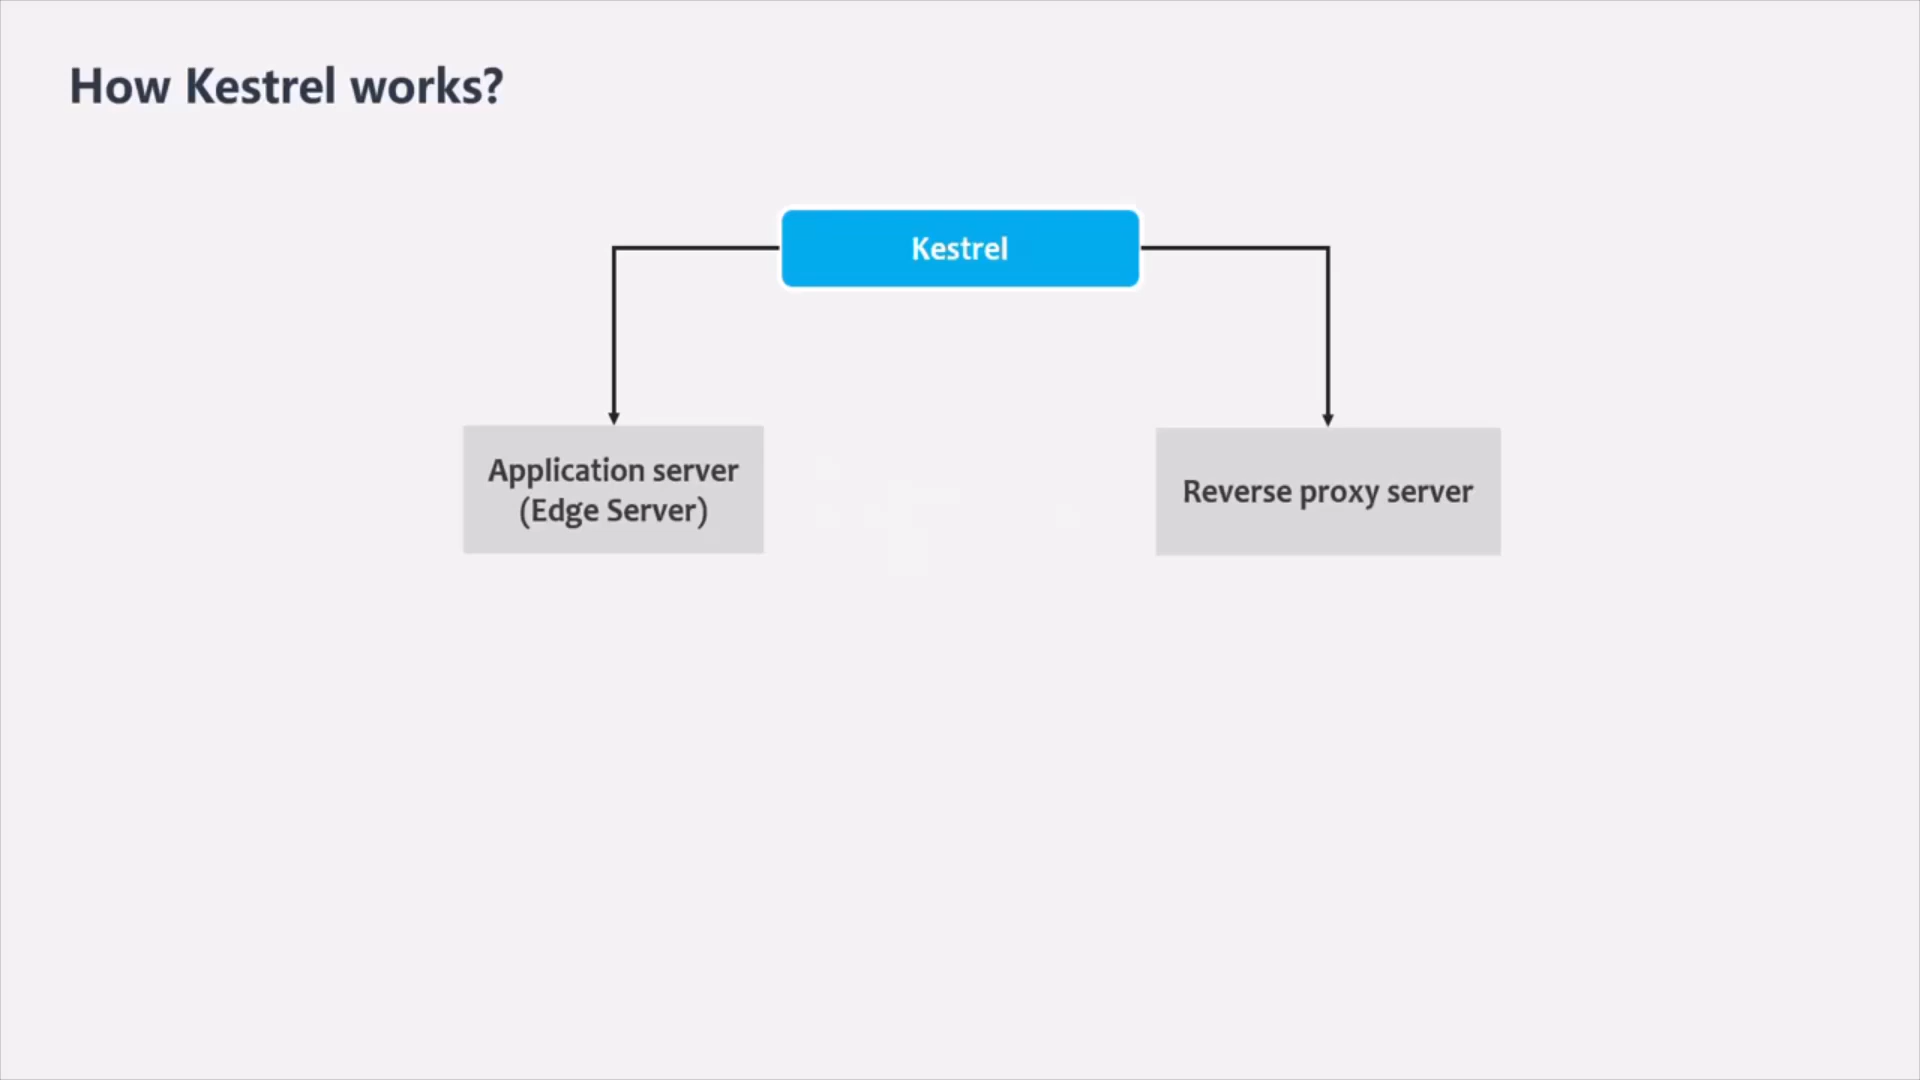 How Kestrel works?
Kestrel
Application server
(Edge Server)
Reverse proxy server